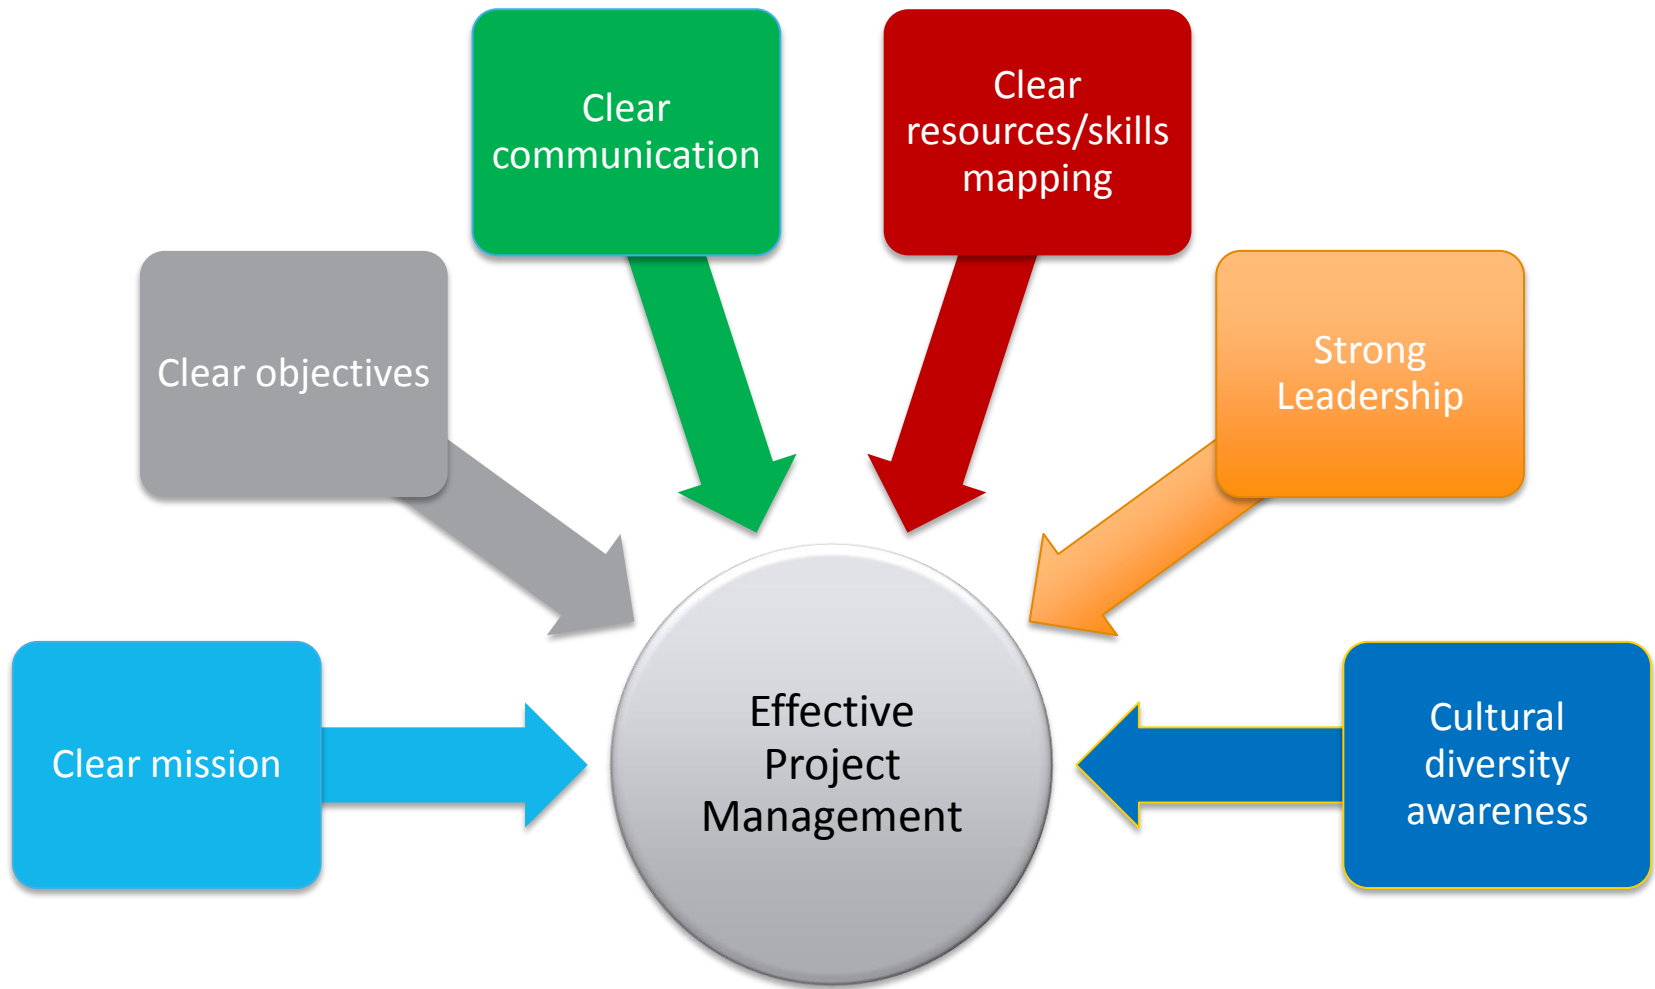 Clear
communication
Clear
resources/skills
mapping
Clear objectives
Strong
Leadership
Clear mission
Effective
Project
Management
Cultural
diversity
awareness